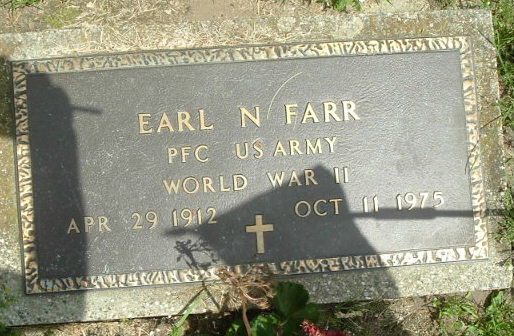 EARL N FARR
PFC US ARMY
WORLD WAR II
APR 29 1912 OCT 11 1975